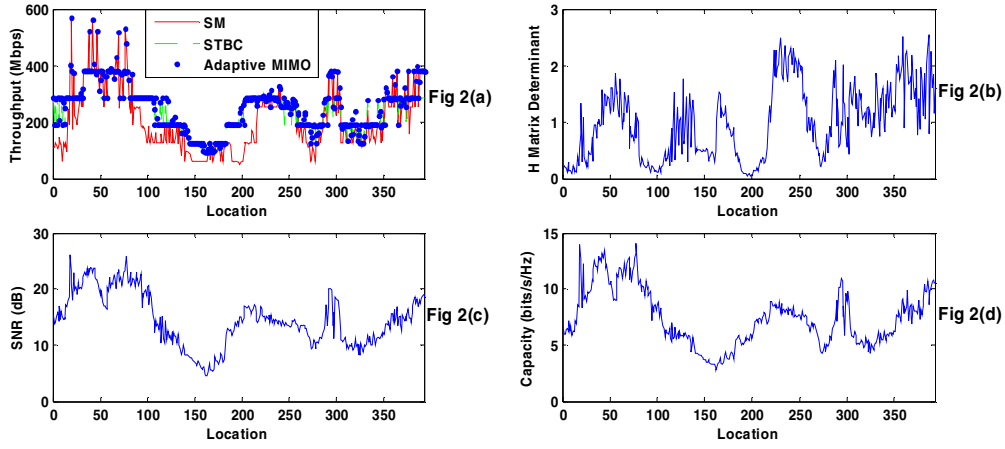 600
400
200
0
Throughput (Mbps)
SM
STBC
Adaptive MIMO
0 50 100 150 200 250 300 350
Location
Fig 2(a)
3
2
1
0
H Matrix Determinant
0 50 100 150 200 250 300 350
Location
Fig 2(b)
30
20
10
0
SNR (dB)
0 50 100 150 200 250 300 350
Location
Fig 2(c)
15
10
5
0
Capacity (bits/s/Hz)
0 50 100 150 200 250 300 350
Location
Fig 2(d)